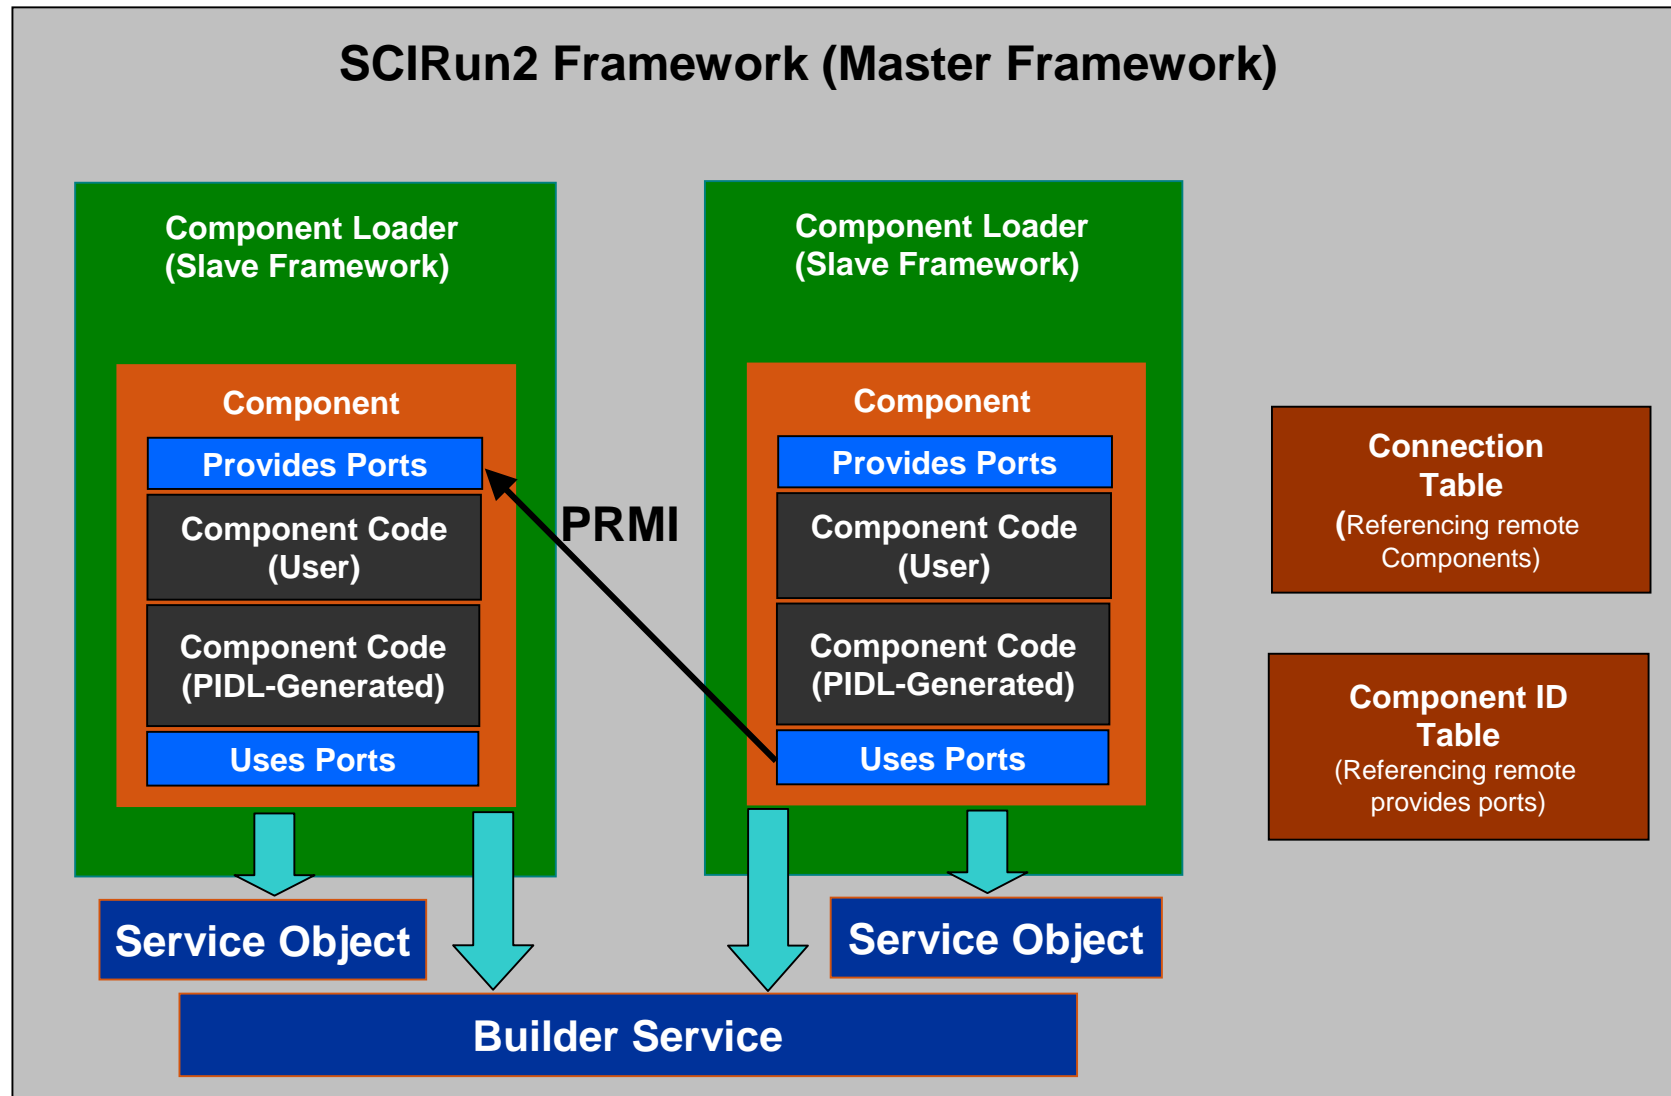 SCIRun2 Framework (Master Framework)
Component Loader
(Slave Framework)
Component
Provides Ports
Component Code
(User)
Component Code
(PIDL-Generated)
Uses Ports
PRMI
Component Loader
(Slave Framework)
Component
Provides Ports
Component Code
(User)
Component Code
(PIDL-Generated)
Uses Ports
Connection
Table
(Referencing remote
Components)
Component ID
Table
(Referencing remote
provides ports)
Service Object
Service Object
Builder Service